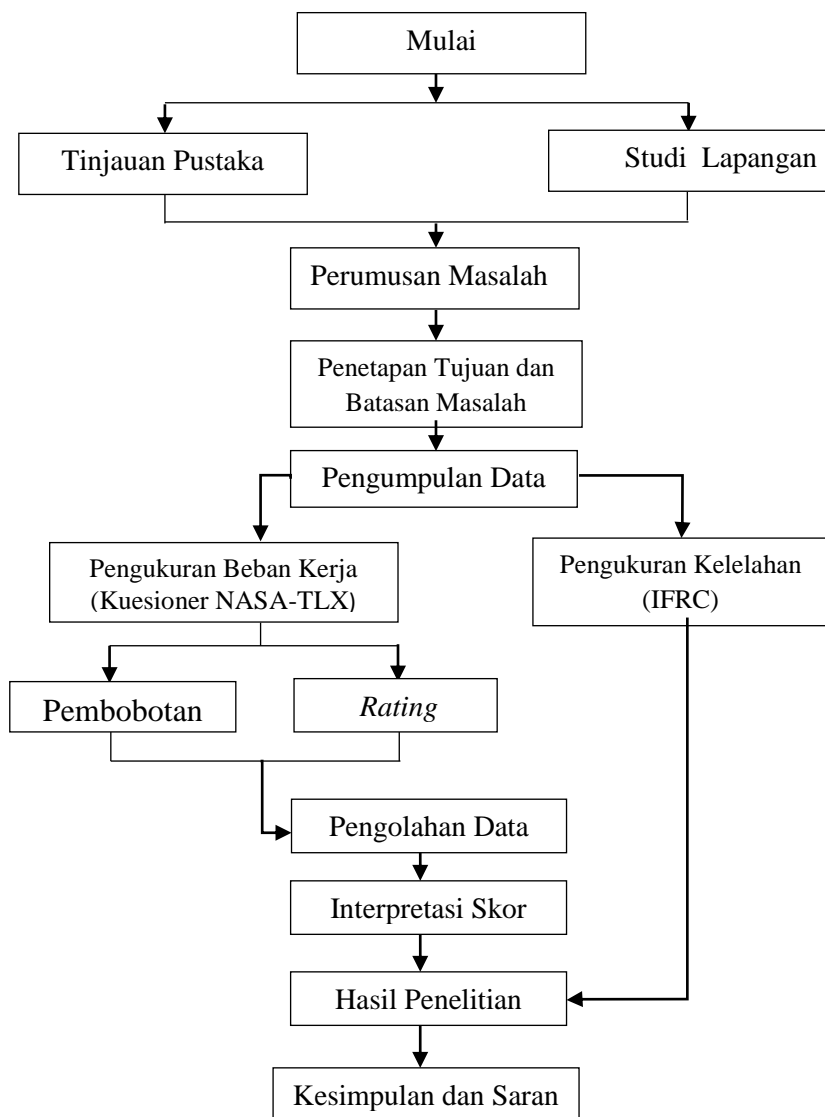 Mulai
Tinjauan Pustaka
Studi Lapangan
Perumusan Masalah
Penetapan Tujuan dan
Batasan Masalah
Pengumpulan Data
Pengukuran Beban Kerja
(Kuesioner NASA-TLX)
Pengukuran Kelelahan
(IFRC)
Pembobotan
Rating
Pengolahan Data
Interpretasi Skor
Hasil Penelitian
Kesimpulan dan Saran